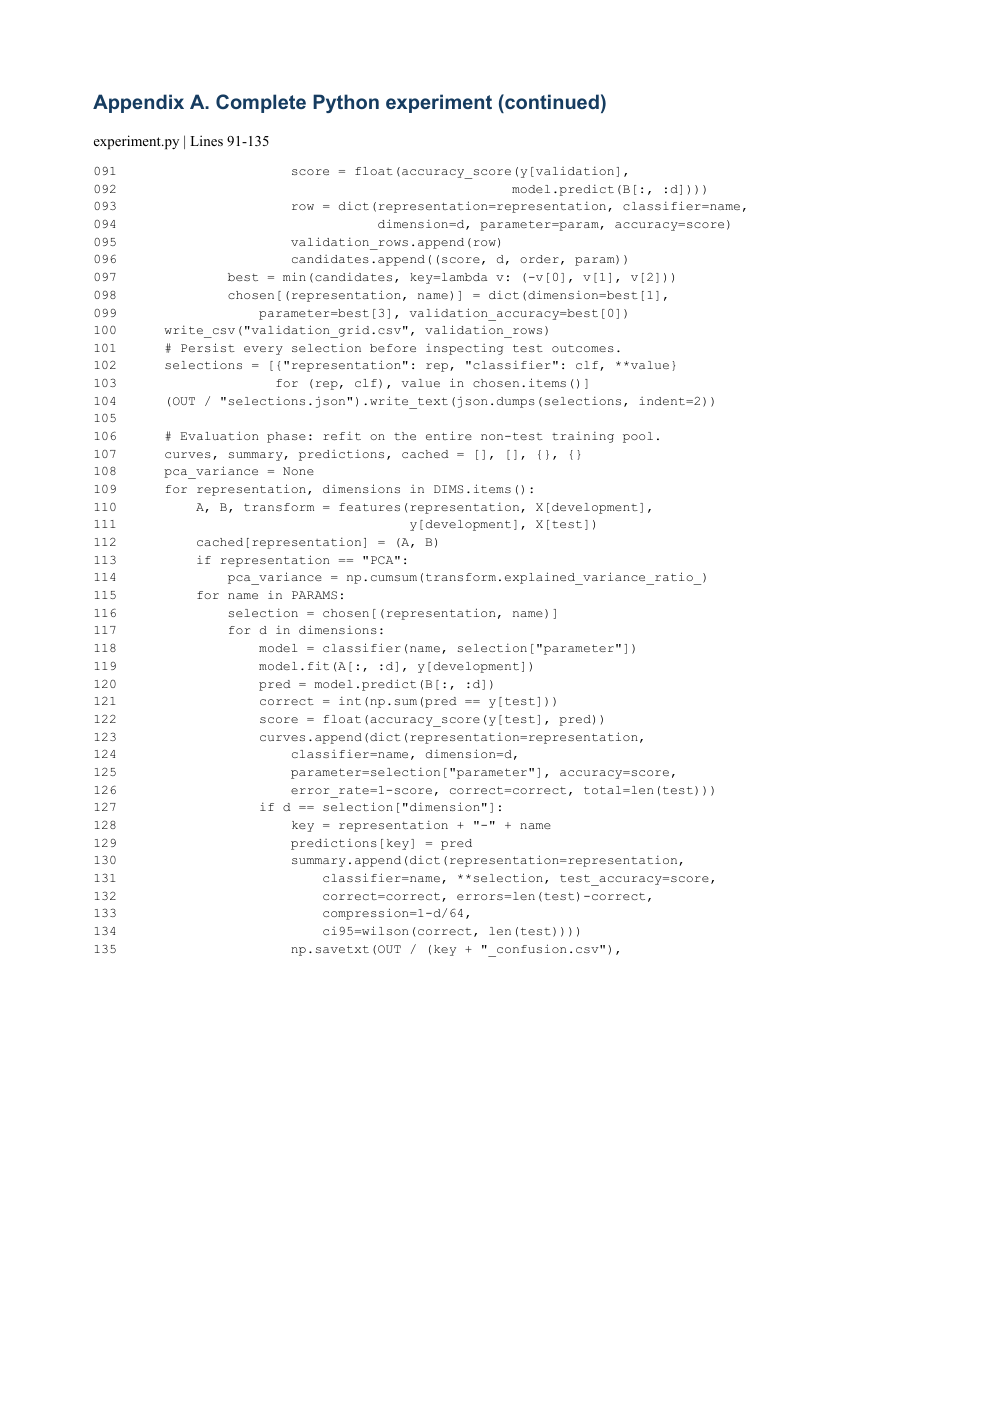 Appendix A. Complete Python experiment (continued)
experiment.py | Lines 91-135
091                      score = float(accuracy_score(y[validation],
092                                                  model.predict(B[:, :d])))
093                      row = dict(representation=representation, classifier=name,
094                                 dimension=d, parameter=param, accuracy=score)
095                      validation_rows.append(row)
096                      candidates.append((score, d, order, param))
097              best = min(candidates, key=lambda v: (-v[0], v[1], v[2]))
098              chosen[(representation, name)] = dict(dimension=best[1],
099                  parameter=best[3], validation_accuracy=best[0])
100      write_csv("validation_grid.csv", validation_rows)
101      # Persist every selection before inspecting test outcomes.
102      selections = [{"representation": rep, "classifier": clf, **value}
103                    for (rep, clf), value in chosen.items()]
104      (OUT / "selections.json").write_text(json.dumps(selections, indent=2))
105
106      # Evaluation phase: refit on the entire non-test training pool.
107      curves, summary, predictions, cached = [], [], {}, {}
108      pca_variance = None
109      for representation, dimensions in DIMS.items():
110          A, B, transform = features(representation, X[development],
111                                     y[development], X[test])
112          cached[representation] = (A, B)
113          if representation == "PCA":
114              pca_variance = np.cumsum(transform.explained_variance_ratio_)
115          for name in PARAMS:
116              selection = chosen[(representation, name)]
117              for d in dimensions:
118                  model = classifier(name, selection["parameter"])
119                  model.fit(A[:, :d], y[development])
120                  pred = model.predict(B[:, :d])
121                  correct = int(np.sum(pred == y[test]))
122                  score = float(accuracy_score(y[test], pred))
123                  curves.append(dict(representation=representation,
124                      classifier=name, dimension=d,
125                      parameter=selection["parameter"], accuracy=score,
126                      error_rate=1-score, correct=correct, total=len(test)))
127                  if d == selection["dimension"]:
128                      key = representation + "-" + name
129                      predictions[key] = pred
130                      summary.append(dict(representation=representation,
131                          classifier=name, **selection, test_accuracy=score,
132                          correct=correct, errors=len(test)-correct,
133                          compression=1-d/64,
134                          ci95=wilson(correct, len(test))))
135                      np.savetxt(OUT / (key + "_confusion.csv"),